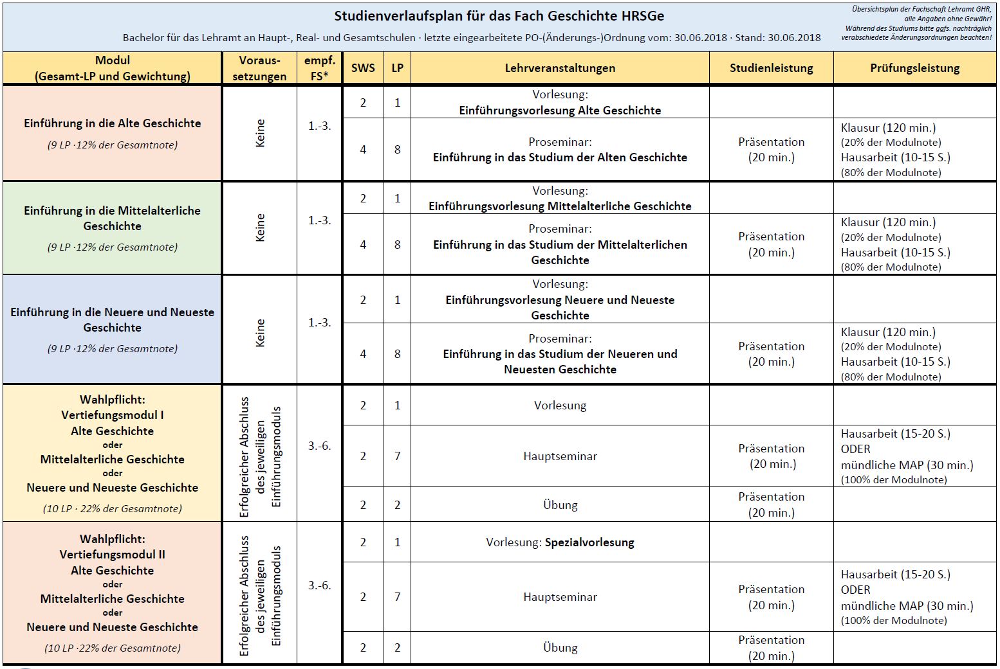 Studienverlaufsplan für das Fach Geschichte HRSGe
Bachelor für das Lehramt an Haupt-, Real- und Gesamtschulen · letzte eingearbeitete PO-(Änderungs-)Ordnung vom: 30.06.2018 · Stand: 30.06.2018
Übersichtsplan der Fachschaft Lehramt GHR,
alle Angaben ohne Gewähr!
Während des Studiums bitte ggfs. nachträglich
verabschiedete Änderungsordnungen beachten!
Modul
(Gesamt-LP und Gewichtung)
Voraus-
setzungen
empf.
FS*
SWS
LP
Lehrveranstaltungen
Studienleistung
Prüfungsleistung
Einführung in die Alte Geschichte
(9 LP ·12% der Gesamtnote)
Keine
1.-3.
2
1
Vorlesung:
Einführungsvorlesung Alte Geschichte
4
8
Proseminar:
Einführung in das Studium der Alten Geschichte
Präsentation
(20 min.)
Klausur (120 min.)
(20% der Modulnote)
Hausarbeit (10-15 S.)
(80% der Modulnote)
Einführung in die Mittelalterliche
Geschichte
(9 LP ·12% der Gesamtnote)
Keine
1.-3.
2
1
Vorlesung:
Einführungsvorlesung Mittelalterliche Geschichte
4
8
Proseminar:
Einführung in das Studium der Mittelalterlichen
Geschichte
Präsentation
(20 min.)
Klausur (120 min.)
(20% der Modulnote)
Hausarbeit (10-15 S.)
(80% der Modulnote)
Einführung in die Neuere und Neueste
Geschichte
(9 LP ·12% der Gesamtnote)
Keine
1.-3.
2
1
Vorlesung:
Einführungsvorlesung Neuere und Neueste
Geschichte
4
8
Proseminar:
Einführung in das Studium der Neueren und
Neuesten Geschichte
Präsentation
(20 min.)
Klausur (120 min.)
(20% der Modulnote)
Hausarbeit (10-15 S.)
(80% der Modulnote)
Wahlpflicht:
Vertiefungsmodul I
Alte Geschichte
oder
Mittelalterliche Geschichte
oder
Neuere und Neueste Geschichte
(10 LP · 22% der Gesamtnote)
Erfolgreicher Abschluss
des jeweiligen
Einführungsmoduls
3.-6.
2
1
Vorlesung
2
7
Hauptseminar
Präsentation
(20 min.)
Hausarbeit (15-20 S.)
ODER
mündliche MAP (30 min.)
(100% der Modulnote)
2
2
Übung
Präsentation
(20 min.)
Wahlpflicht:
Vertiefungsmodul II
Alte Geschichte
oder
Mittelalterliche Geschichte
oder
Neuere und Neueste Geschichte
(10 LP ·22% der Gesamtnote)
Erfolgreicher Abschluss
des jeweiligen
Einführungsmoduls
3.-6.
2
1
Vorlesung: Spezialvorlesung
2
7
Hauptseminar
Präsentation
(20 min.)
Hausarbeit (15-20 S.)
ODER
mündliche MAP (30 min.)
(100% der Modulnote)
2
2
Übung
Präsentation
(20 min.)